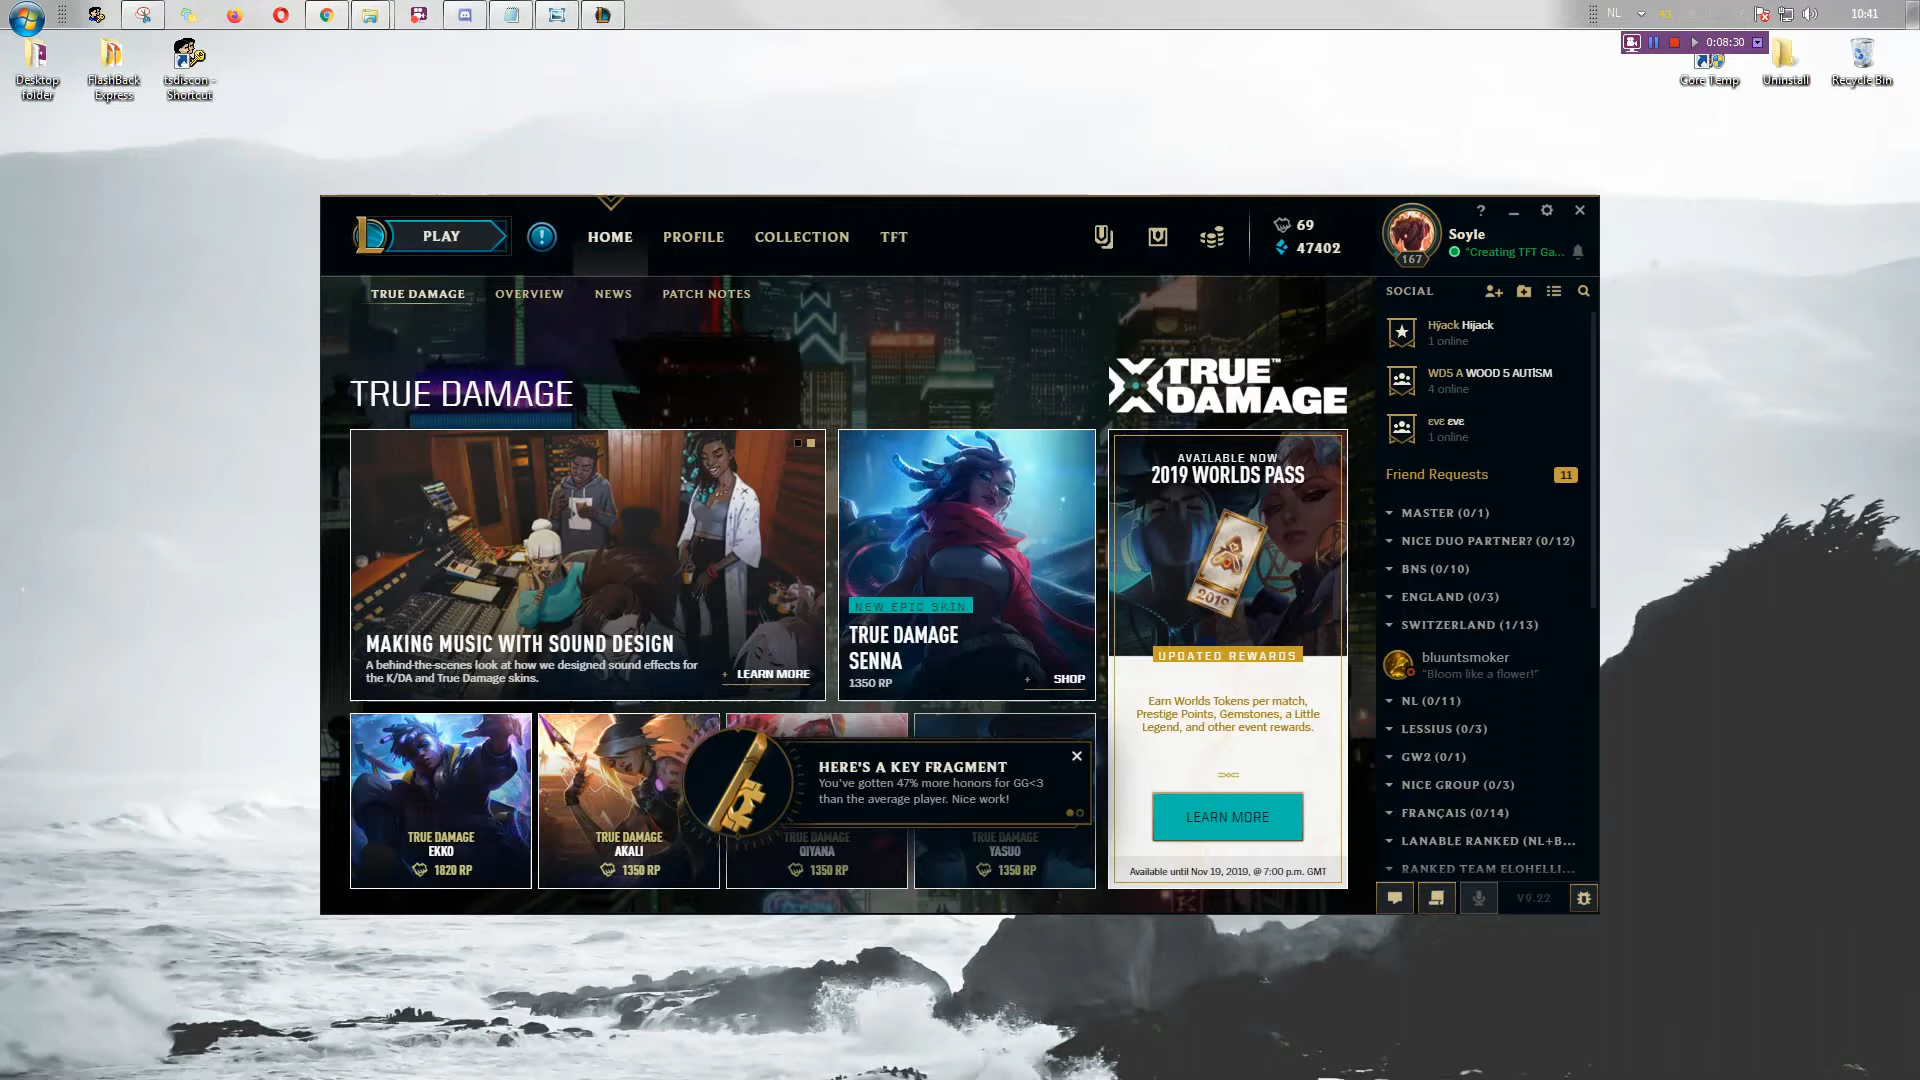 NL
43
10:41
0:08:30
Desktop folder
FlashBack Express
tsdiscon - Shortcut
Core Temp
Uninstall
Recycle Bin
PLAY
HOME
PROFILE
COLLECTION
TFT
69
47402
167
Soyle
"Creating TFT Ga...
TRUE DAMAGE
OVERVIEW
NEWS
PATCH NOTES
TRUE DAMAGE
TRUE DAMAGE™
MAKING MUSIC WITH SOUND DESIGN
A behind-the-scenes look at how we designed sound effects for
the K/DA and True Damage skins.
+ LEARN MORE
NEW EPIC SKIN
TRUE DAMAGE
SENNA
1350 RP
+ SHOP
AVAILABLE NOW
2019 WORLDS PASS
2019
UPDATED REWARDS
Earn Worlds Tokens per match,
Prestige Points, Gemstones, a Little
Legend, and other event rewards.
LEARN MORE
Available until Nov 19, 2019, @ 7:00 p.m. GMT
TRUE DAMAGE
EKKO
1820 RP
TRUE DAMAGE
AKALI
1350 RP
TRUE DAMAGE
QIYANA
1350 RP
TRUE DAMAGE
YASUO
1350 RP
HERE'S A KEY FRAGMENT
You've gotten 47% more honors for GG<3
than the average player. Nice work!
SOCIAL
Hÿack Hijack
1 online
WD5 A WOOD 5 AUTİSM
4 online
εvε εvε
1 online
Friend Requests
11
MASTER (0/1)
NICE DUO PARTNER? (0/12)
BNS (0/10)
ENGLAND (0/3)
SWITZERLAND (1/13)
bluuntsmoker
"Bloom like a flower!"
NL (0/11)
LESSIUS (0/3)
GW2 (0/1)
NICE GROUP (0/3)
FRANÇAIS (0/14)
LANABLE RANKED (NL+B...
RANKED TEAM ELOHELLI...
V9.22